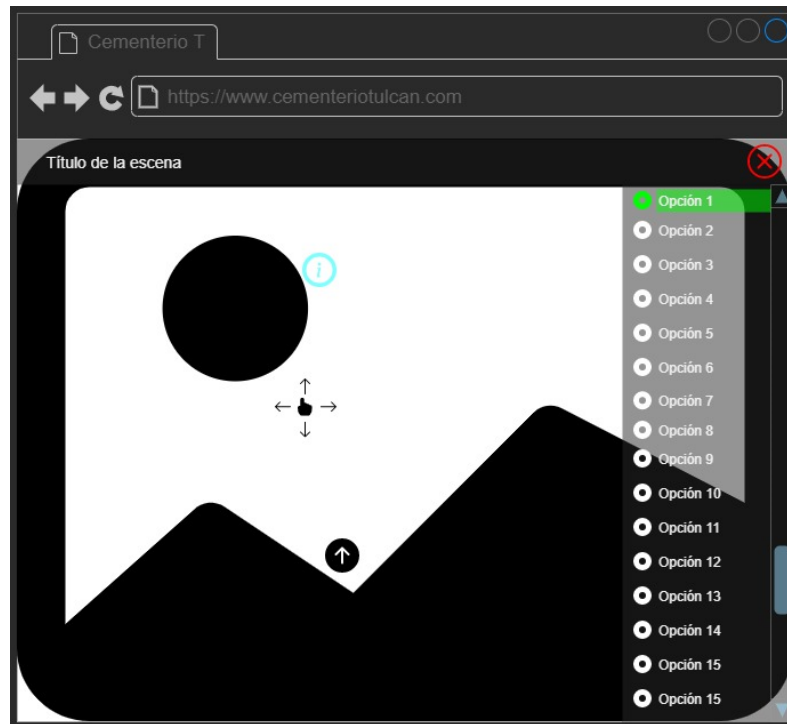 Cementerio T
https://www.cementeriotulcan.com
Título de la escena
i
Opción 1
Opción 2
Opción 3
Opción 4
Opción 5
Opción 6
Opción 7
Opción 8
Opción 9
Opción 10
Opción 11
Opción 12
Opción 13
Opción 14
Opción 15
Opción 15